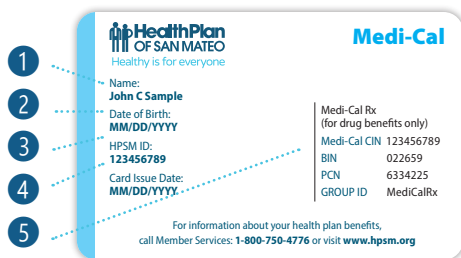 HealthPlan
OF SAN MATEO
Healthy is for everyone
Medi-Cal
1
Name:
John C Sample
2
Date of Birth:
MM/DD/YYYY
3
HPSM ID:
123456789
4
Card Issue Date:
MM/DD/YYYY
5
Medi-Cal Rx
(for drug benefits only)
Medi-Cal CIN 123456789
BIN 022659
PCN 6334225
GROUP ID MediCalRx
For information about your health plan benefits,
call Member Services: 1-800-750-4776 or visit www.hpsm.org